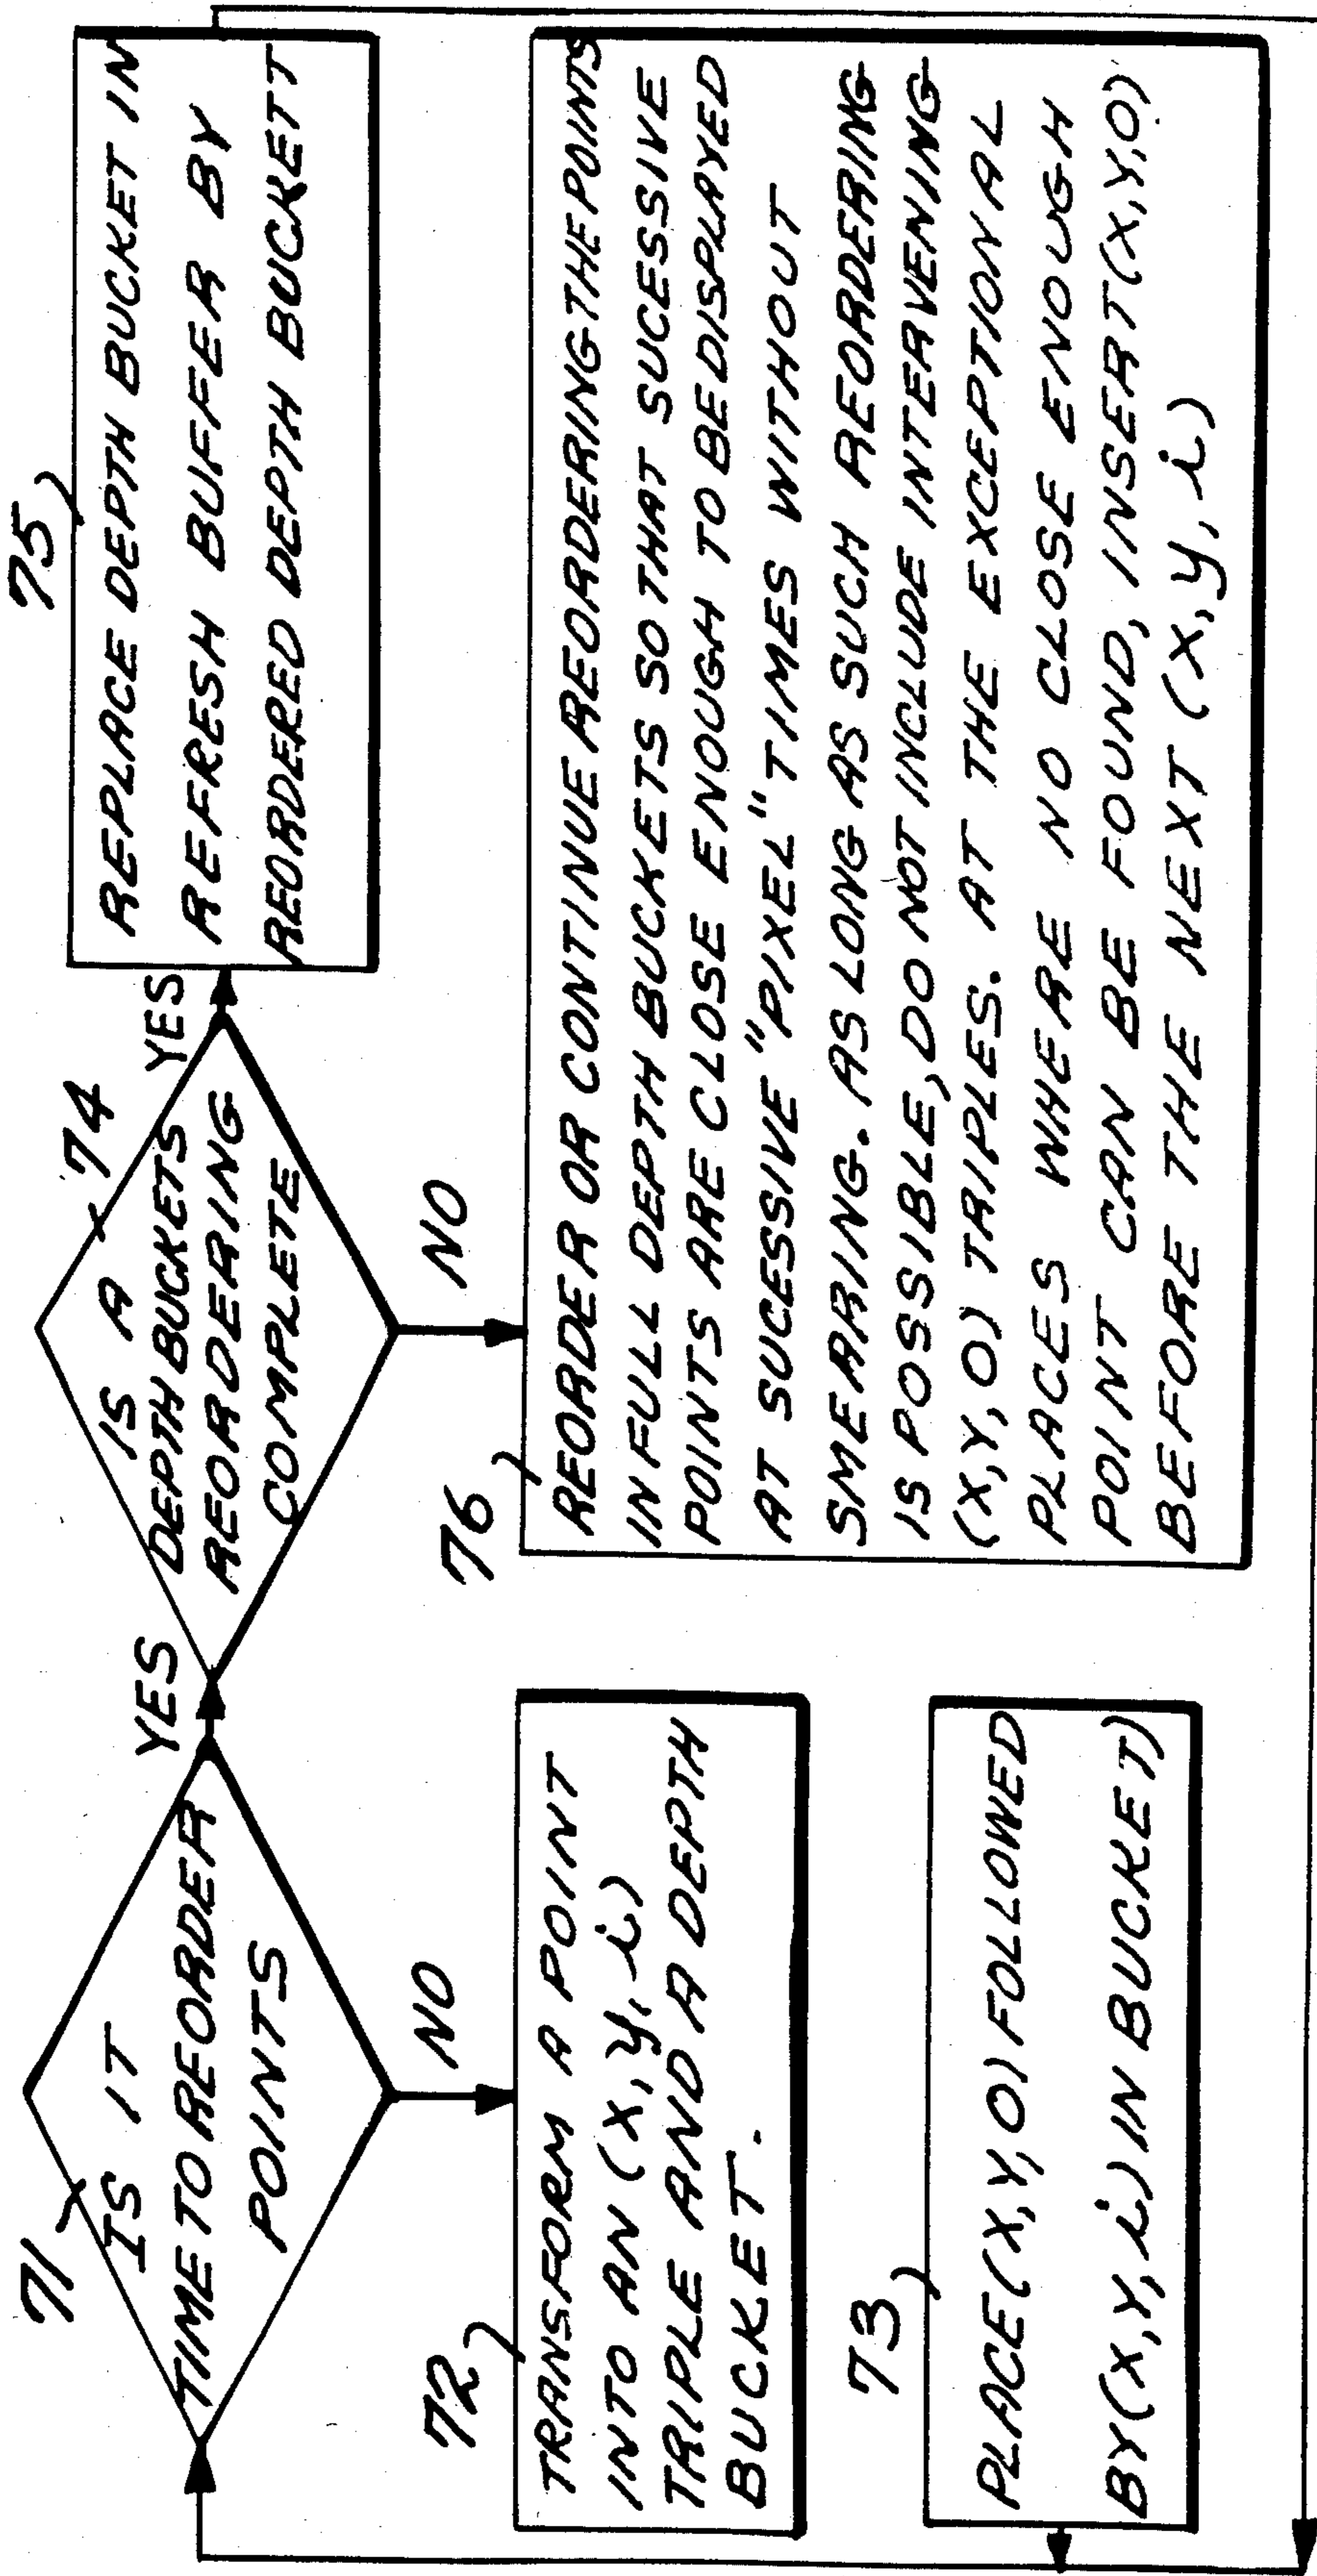 71
IS IT
TIME TO REORDER
POINTS
YES
NO
72
TRANSFORM A POINT
INTO AN (X, y, i)
TRIPLE AND A DEPTH
BUCKET.
73
PLACE (X,Y,O) FOLLOWED
BY (X,Y,i) IN BUCKET)
74
IS A
DEPTH BUCKETS
REORDERING
COMPLETE
YES
NO
75
REPLACE DEPTH BUCKET IN
REFRESH BUFFER BY
REORDERED DEPTH BUCKET
76
REORDER OR CONTINUE REORDERING THE POINTS
IN FULL DEPTH BUCKETS SO THAT SUCESSIVE
POINTS ARE CLOSE ENOUGH TO BE DISPLAYED
AT SUCESSIVE "PIXEL" TIMES WITHOUT
SMEARING. AS LONG AS SUCH REORDERING
IS POSSIBLE, DO NOT INCLUDE INTERVENING
(X,Y,O) TRIPLES. AT THE EXCEPTIONAL
PLACES WHERE NO CLOSE ENOUGH
POINT CAN BE FOUND, INSERT (X,Y,O)
BEFORE THE NEXT (X, y, i)